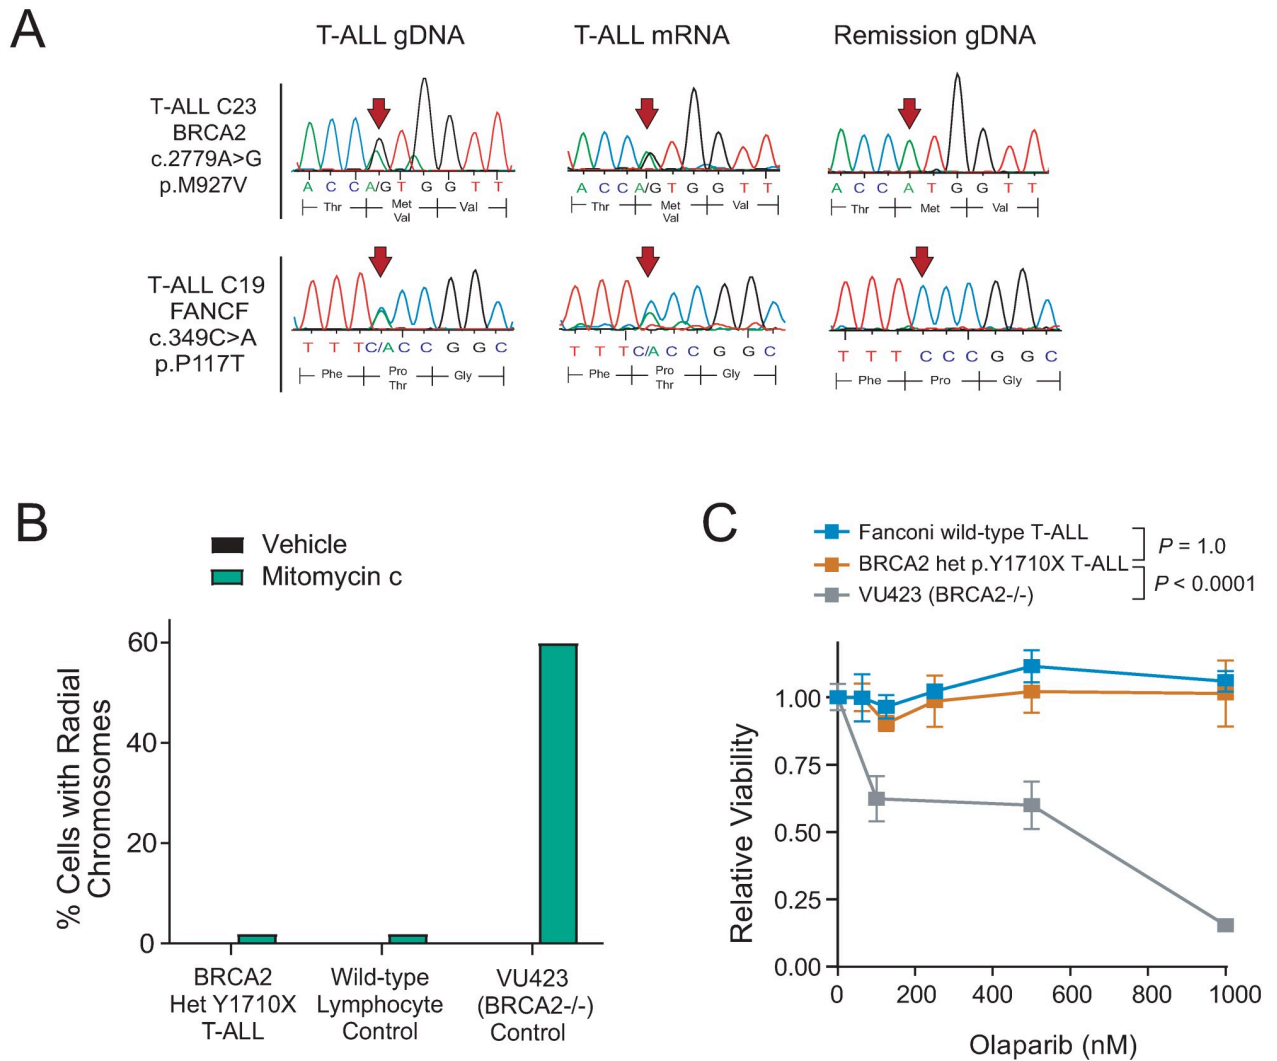 A
T-ALL gDNA
T-ALL mRNA
Remission gDNA
T-ALL C23
BRCA2
c.2779A>G
p.M927V
A C C A/G T G G T T
Thr Met Val
Val
A C C A/G T G G T T
Thr Met Val
Val
A C C A T G G T T
Thr Met Val
T-ALL C19
FANCF
c.349C>A
p.P117T
T T T C/A C C G G C
Phe Pro Gly
Thr
T T T C/A C C G G C
Phe Pro Gly
Thr
T T T C C C G G C
Phe Pro Gly
B
Vehicle
Mitomycin c
% Cells with Radial
Chromosomes
60
40
20
0
BRCA2
Het Y1710X
T-ALL
Wild-type
Lymphocyte
Control
VU423
(BRCA2-/-)
Control
C
Fanconi wild-type T-ALL
BRCA2 het p.Y1710X T-ALL
VU423 (BRCA2-/-)
P = 1.0
P < 0.0001
Relative Viability
1.00
0.75
0.50
0.25
0.00
0 200 400 600 800 1000
Olaparib (nM)